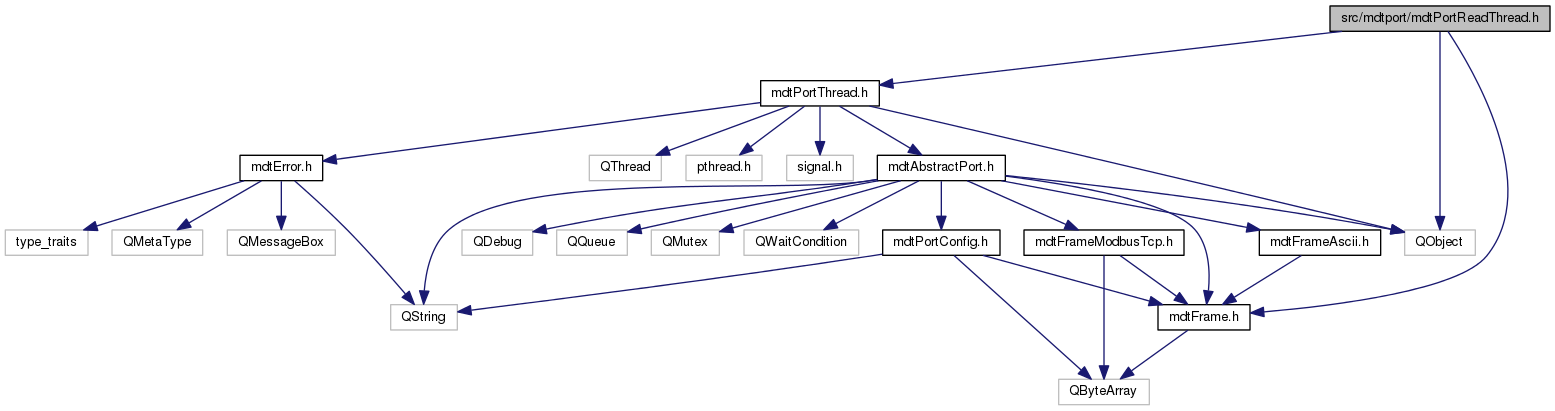 src/mdtport/mdtPortReadThread.h
mdtPortThread.h
mdtError.h
QThread
pthread.h
signal.h
mdtAbstractPort.h
type_traits
QMetaType
QMessageBox
QDebug
QQueue
QMutex
QWaitCondition
mdtPortConfig.h
mdtFrameModbusTcp.h
mdtFrameAscii.h
QObject
QString
mdtFrame.h
QByteArray